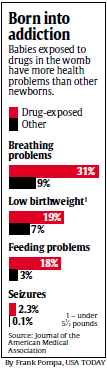 Born into
addiction
Babies exposed to
drugs in the womb
have more health
problems than other
newborns.
Drug-exposed
Other
Breathing
problems
31%
9%
Low birthweight1
19%
7%
Feeding problems
18%
3%
Seizures
2.3%
0.1%
1 – under
5½ pounds
Source: Journal of the
American Medical
Association
By Frank Pompa, USA TODAY